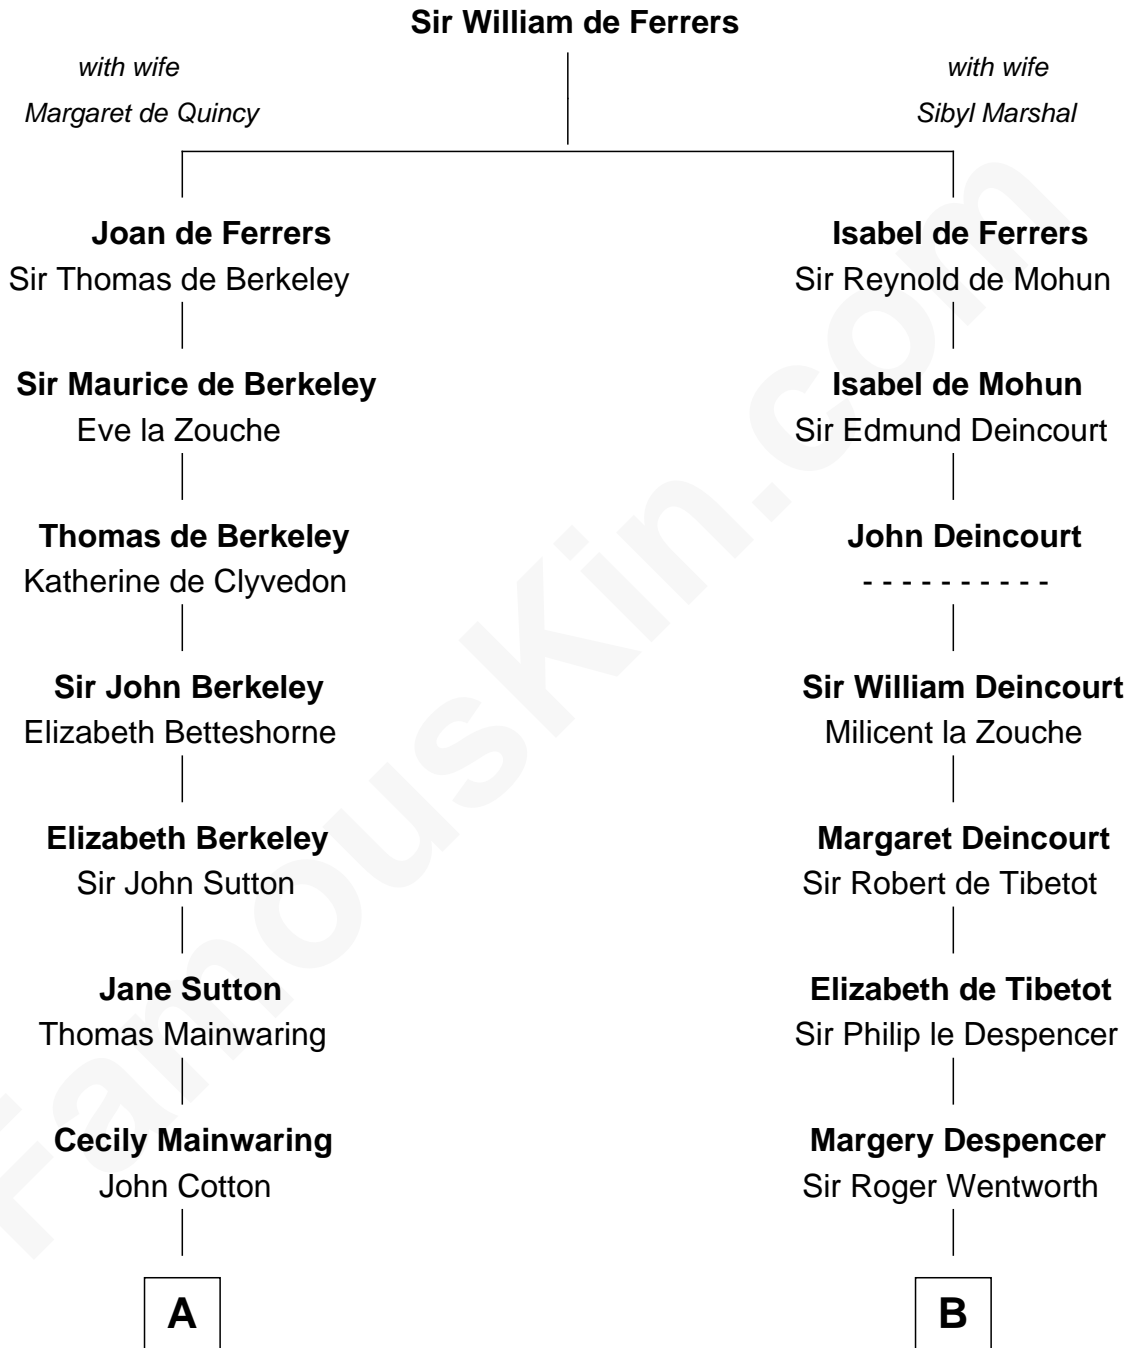 Sir William de Ferrers
with wife
Margaret de Quincy
with wife
Sibyl Marshal
Joan de Ferrers
Sir Thomas de Berkeley
Isabel de Ferrers
Sir Reynold de Mohun
Sir Maurice de Berkeley
Eve la Zouche
Isabel de Mohun
Sir Edmund Deincourt
Thomas de Berkeley
Katherine de Clyvedon
John Deincourt
- - - - - - - - - -
Sir John Berkeley
Elizabeth Betteshorne
Sir William Deincourt
Milicent la Zouche
Elizabeth Berkeley
Sir John Sutton
Margaret Deincourt
Sir Robert de Tibetot
Jane Sutton
Thomas Mainwaring
Elizabeth de Tibetot
Sir Philip le Despencer
Cecily Mainwaring
John Cotton
Margery Despencer
Sir Roger Wentworth
A
B
FamousKin.com